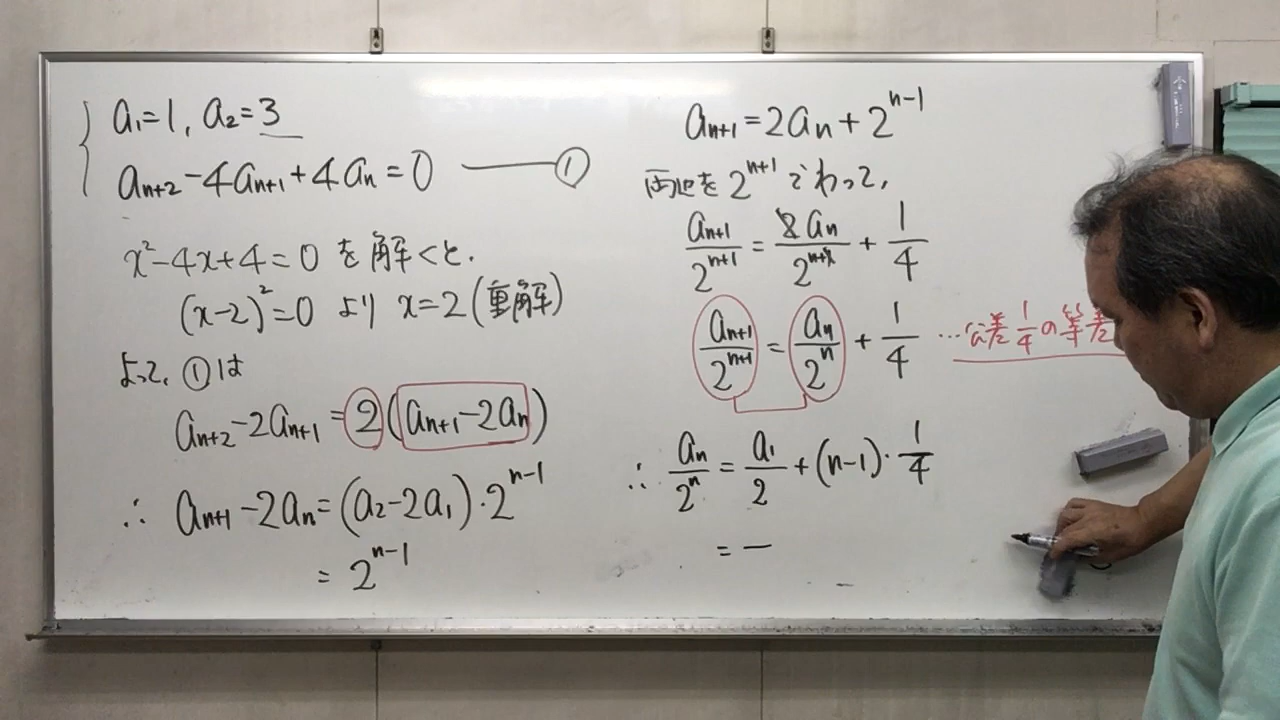 a₁=1, a₂=3
aₙ₊₂-4aₙ₊₁+4aₙ=0 ――― ①
x²-4x+4=0 を解くと.
(x-2)²=0 より x=2(重解)
よって, ①は
aₙ₊₂-2aₙ₊₁=2(aₙ₊₁-2aₙ)
∴ aₙ₊₁-2aₙ=(a₂-2a₁)·2ⁿ⁻¹
= 2ⁿ⁻¹
aₙ₊₁=2aₙ+2ⁿ⁻¹
両辺を 2ⁿ⁺¹ でわって,
aₙ₊₁/2ⁿ⁺¹ = 2aₙ/2ⁿ⁺¹ + 1/4
aₙ₊₁/2ⁿ⁺¹ = aₙ/2ⁿ + 1/4 …公差 1/4 の等差
∴ aₙ/2ⁿ = a₁/2 + (n-1)· 1/4
= —